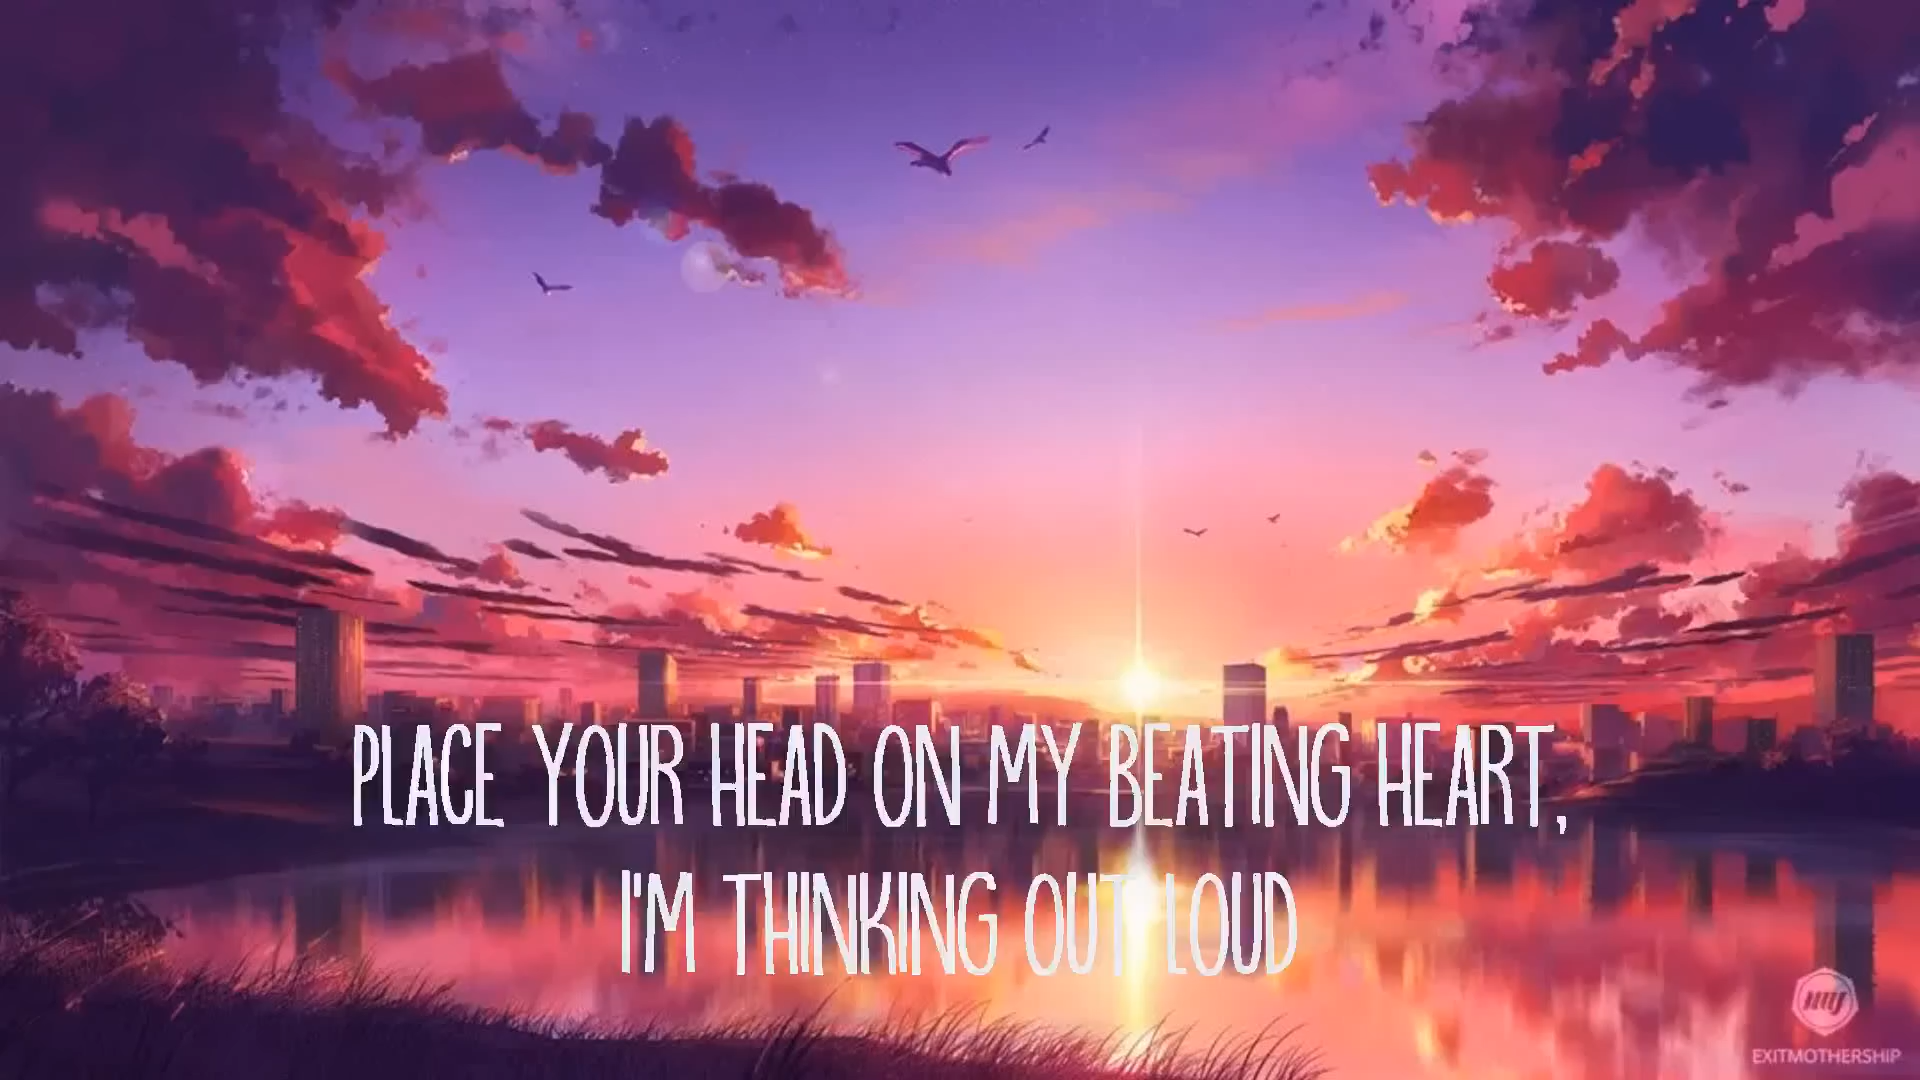 PLACE YOUR HEAD ON MY BEATING HEART,
I'M THINKING OUT LOUD
EXITMOTHERSHIP